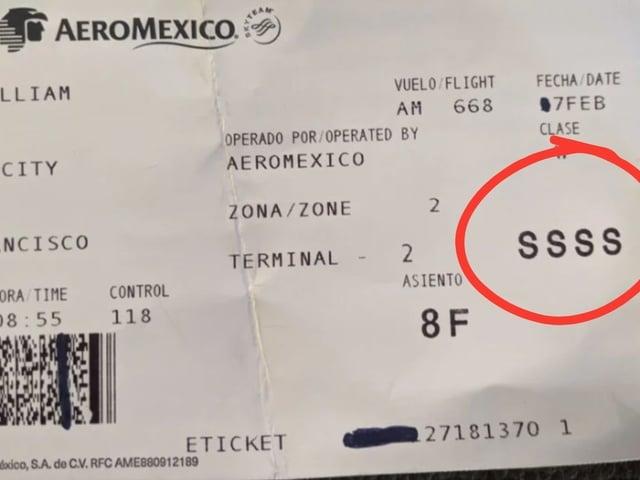 AEROMEXICO. SKYTEAM
LLIAM
VUELO/FLIGHT FECHA/DATE
AM 668 7FEB
OPERADO POR/OPERATED BY CLASE
CITY AEROMEXICO
ZONA/ZONE 2
NCISCO SSSS
TERMINAL - 2
ORA/TIME CONTROL ASIENTO
08:55 118 8F
ETICKET 27181370 1
éxico, S.A. de C.V. RFC AME880912189